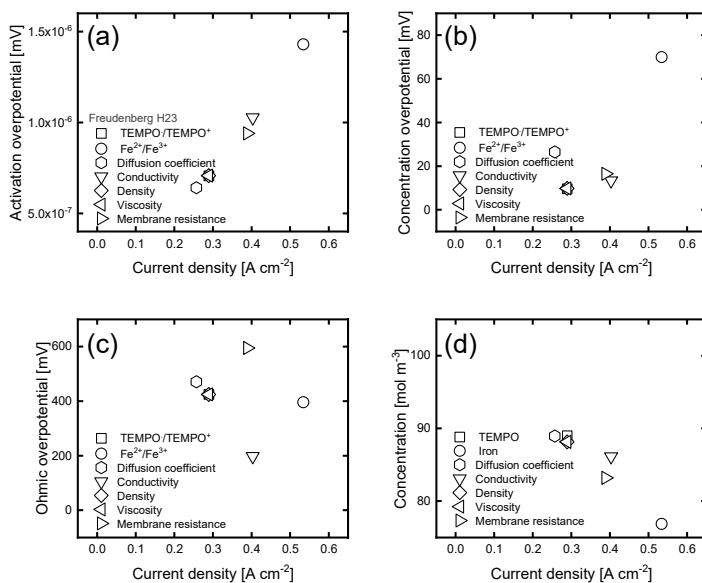 (a)
Activation overpotential [mV]
1.5x10⁻⁶
1.0x10⁻⁶
5.0x10⁻⁷
Freudenberg H23
TEMPO·/TEMPO⁺
Fe²⁺/Fe³⁺
Diffusion coefficient
Conductivity
Density
Viscosity
Membrane resistance
0.0 0.1 0.2 0.3 0.4 0.5 0.6
Current density [A cm⁻²]
(b)
Concentration overpotential [mV]
80
60
40
20
0
TEMPO·/TEMPO⁺
Fe²⁺/Fe³⁺
Diffusion coefficient
Conductivity
Density
Viscosity
Membrane resistance
0.0 0.1 0.2 0.3 0.4 0.5 0.6
Current density [A cm⁻²]
(c)
Ohmic overpotential [mV]
600
400
200
0
TEMPO·/TEMPO⁺
Fe²⁺/Fe³⁺
Diffusion coefficient
Conductivity
Density
Viscosity
Membrane resistance
0.0 0.1 0.2 0.3 0.4 0.5 0.6
Current density [A cm⁻²]
(d)
Concentration [mol m⁻³]
100
90
80
TEMPO
Iron
Diffusion coefficient
Conductivity
Density
Viscosity
Membrane resistance
0.0 0.1 0.2 0.3 0.4 0.5 0.6
Current density [A cm⁻²]